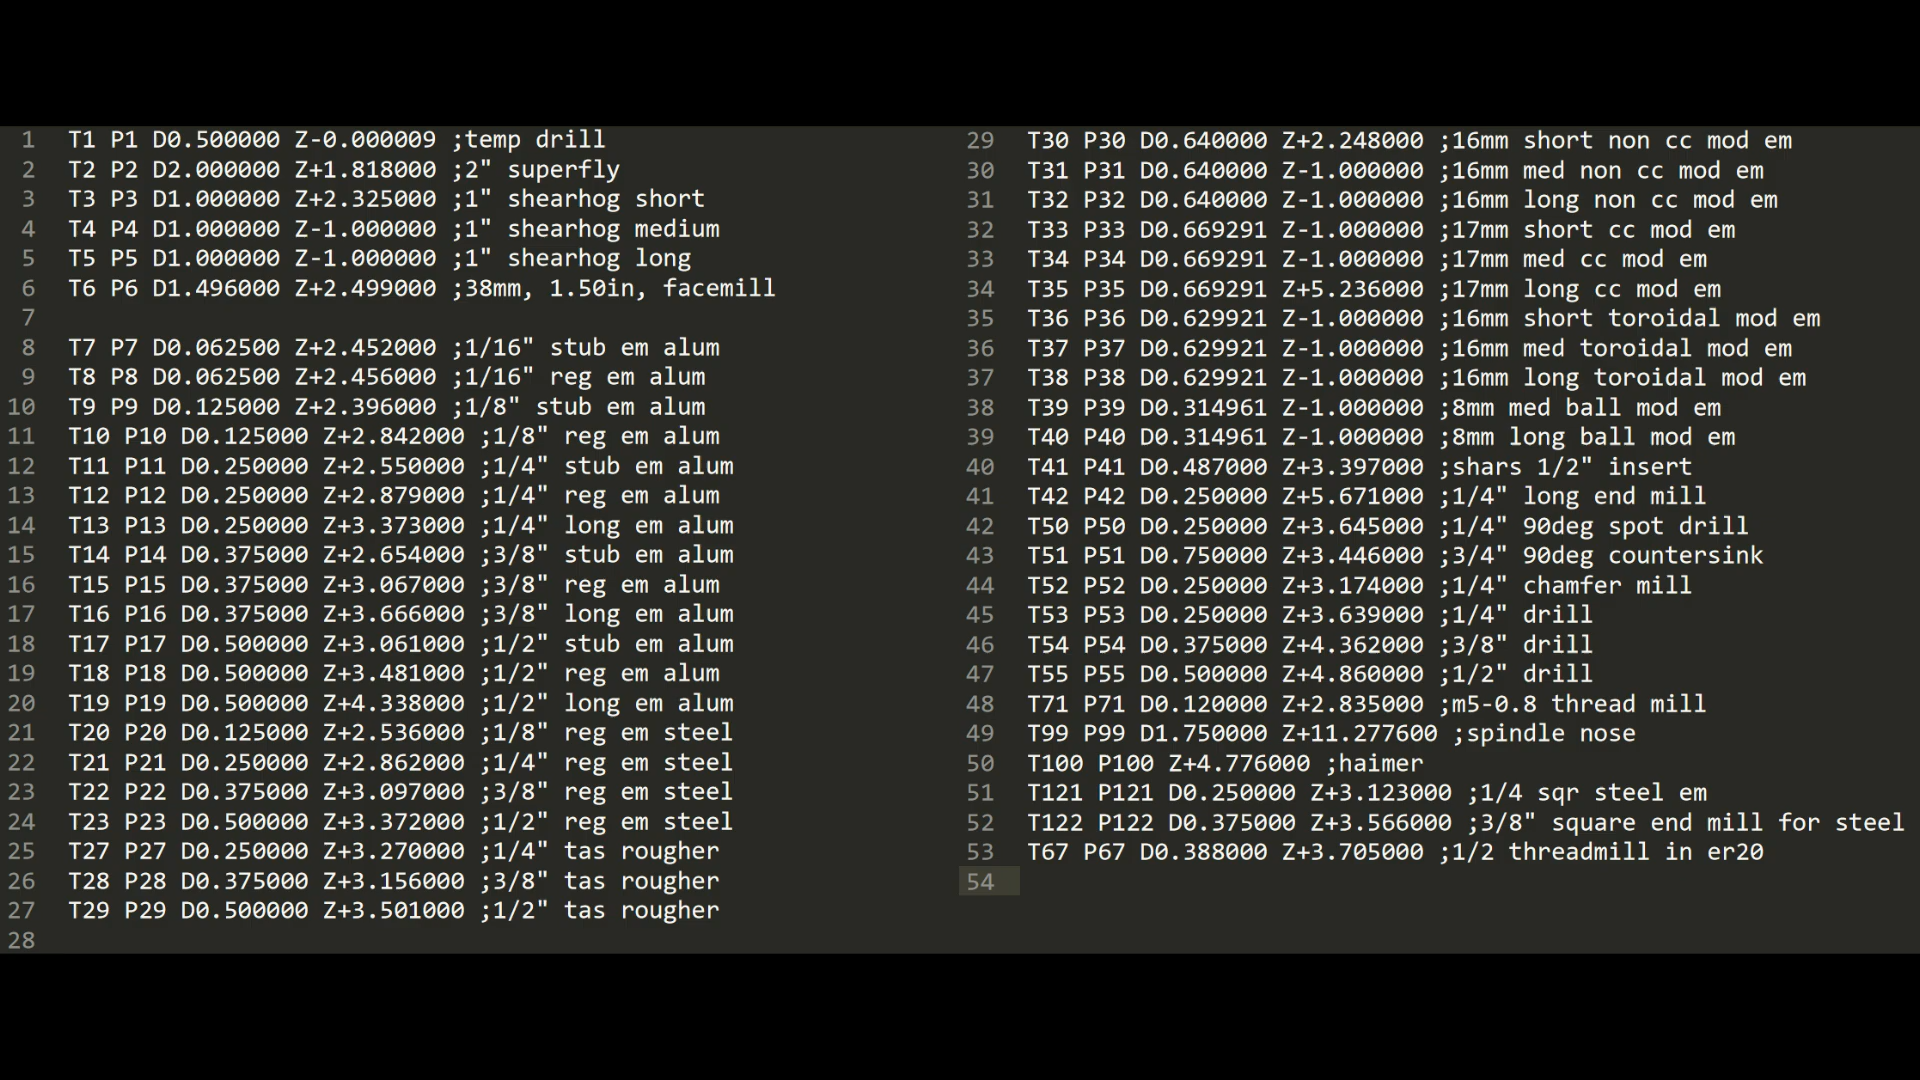 1 T1 P1 D0.500000 Z-0.000009 ;temp drill
2 T2 P2 D2.000000 Z+1.818000 ;2" superfly
3 T3 P3 D1.000000 Z+2.325000 ;1" shearhog short
4 T4 P4 D1.000000 Z-1.000000 ;1" shearhog medium
5 T5 P5 D1.000000 Z-1.000000 ;1" shearhog long
6 T6 P6 D1.496000 Z+2.499000 ;38mm, 1.50in, facemill
7
8 T7 P7 D0.062500 Z+2.452000 ;1/16" stub em alum
9 T8 P8 D0.062500 Z+2.456000 ;1/16" reg em alum
10 T9 P9 D0.125000 Z+2.396000 ;1/8" stub em alum
11 T10 P10 D0.125000 Z+2.842000 ;1/8" reg em alum
12 T11 P11 D0.250000 Z+2.550000 ;1/4" stub em alum
13 T12 P12 D0.250000 Z+2.879000 ;1/4" reg em alum
14 T13 P13 D0.250000 Z+3.373000 ;1/4" long em alum
15 T14 P14 D0.375000 Z+2.654000 ;3/8" stub em alum
16 T15 P15 D0.375000 Z+3.067000 ;3/8" reg em alum
17 T16 P16 D0.375000 Z+3.666000 ;3/8" long em alum
18 T17 P17 D0.500000 Z+3.061000 ;1/2" stub em alum
19 T18 P18 D0.500000 Z+3.481000 ;1/2" reg em alum
20 T19 P19 D0.500000 Z+4.338000 ;1/2" long em alum
21 T20 P20 D0.125000 Z+2.536000 ;1/8" reg em steel
22 T21 P21 D0.250000 Z+2.862000 ;1/4" reg em steel
23 T22 P22 D0.375000 Z+3.097000 ;3/8" reg em steel
24 T23 P23 D0.500000 Z+3.372000 ;1/2" reg em steel
25 T27 P27 D0.250000 Z+3.270000 ;1/4" tas rougher
26 T28 P28 D0.375000 Z+3.156000 ;3/8" tas rougher
27 T29 P29 D0.500000 Z+3.501000 ;1/2" tas rougher
28
29 T30 P30 D0.640000 Z+2.248000 ;16mm short non cc mod em
30 T31 P31 D0.640000 Z-1.000000 ;16mm med non cc mod em
31 T32 P32 D0.640000 Z-1.000000 ;16mm long non cc mod em
32 T33 P33 D0.669291 Z-1.000000 ;17mm short cc mod em
33 T34 P34 D0.669291 Z-1.000000 ;17mm med cc mod em
34 T35 P35 D0.669291 Z+5.236000 ;17mm long cc mod em
35 T36 P36 D0.629921 Z-1.000000 ;16mm short toroidal mod em
36 T37 P37 D0.629921 Z-1.000000 ;16mm med toroidal mod em
37 T38 P38 D0.629921 Z-1.000000 ;16mm long toroidal mod em
38 T39 P39 D0.314961 Z-1.000000 ;8mm med ball mod em
39 T40 P40 D0.314961 Z-1.000000 ;8mm long ball mod em
40 T41 P41 D0.487000 Z+3.397000 ;shars 1/2" insert
41 T42 P42 D0.250000 Z+5.671000 ;1/4" long end mill
42 T50 P50 D0.250000 Z+3.645000 ;1/4" 90deg spot drill
43 T51 P51 D0.750000 Z+3.446000 ;3/4" 90deg countersink
44 T52 P52 D0.250000 Z+3.174000 ;1/4" chamfer mill
45 T53 P53 D0.250000 Z+3.639000 ;1/4" drill
46 T54 P54 D0.375000 Z+4.362000 ;3/8" drill
47 T55 P55 D0.500000 Z+4.860000 ;1/2" drill
48 T71 P71 D0.120000 Z+2.835000 ;m5-0.8 thread mill
49 T99 P99 D1.750000 Z+11.277600 ;spindle nose
50 T100 P100 Z+4.776000 ;haimer
51 T121 P121 D0.250000 Z+3.123000 ;1/4 sqr steel em
52 T122 P122 D0.375000 Z+3.566000 ;3/8" square end mill for steel
53 T67 P67 D0.388000 Z+3.705000 ;1/2 threadmill in er20
54